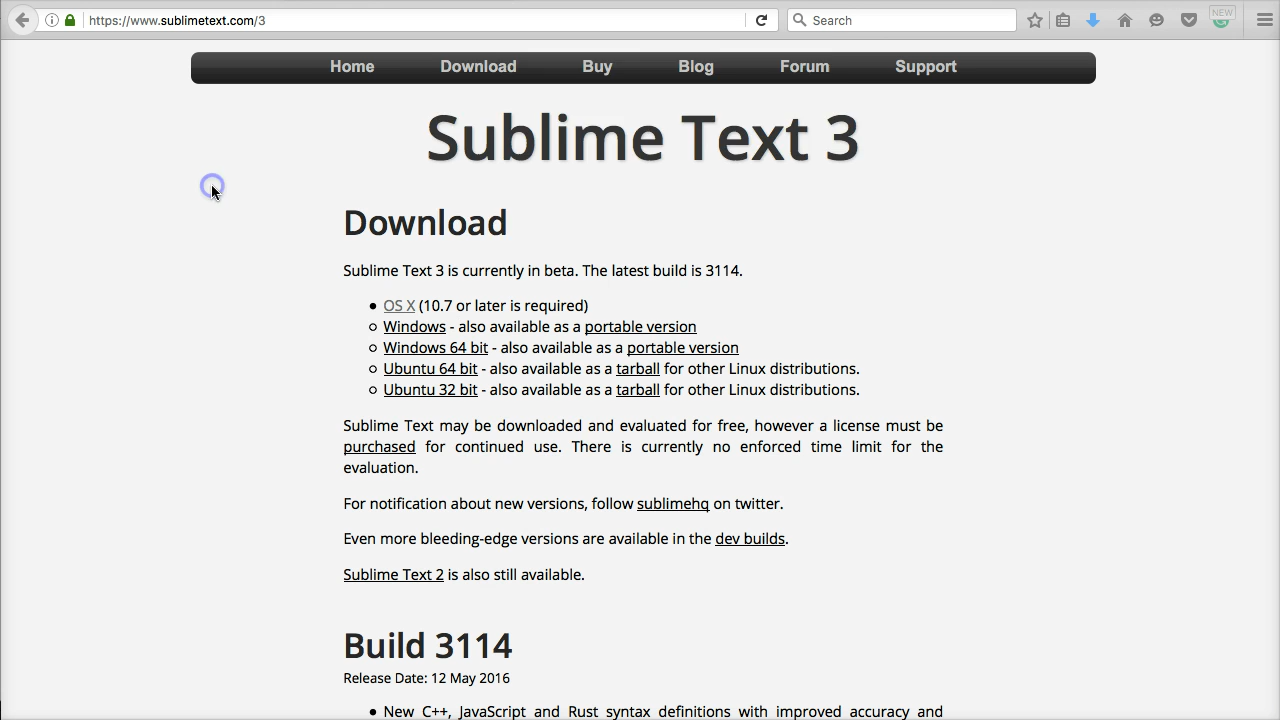 https://www.sublimetext.com/3
Search
NEW
Home Download Buy Blog Forum Support
Sublime Text 3
Download
Sublime Text 3 is currently in beta. The latest build is 3114.
OS X (10.7 or later is required)
Windows - also available as a portable version
Windows 64 bit - also available as a portable version
Ubuntu 64 bit - also available as a tarball for other Linux distributions.
Ubuntu 32 bit - also available as a tarball for other Linux distributions.
Sublime Text may be downloaded and evaluated for free, however a license must be
purchased for continued use. There is currently no enforced time limit for the
evaluation.
For notification about new versions, follow sublimehq on twitter.
Even more bleeding-edge versions are available in the dev builds.
Sublime Text 2 is also still available.
Build 3114
Release Date: 12 May 2016
New C++, JavaScript and Rust syntax definitions with improved accuracy and